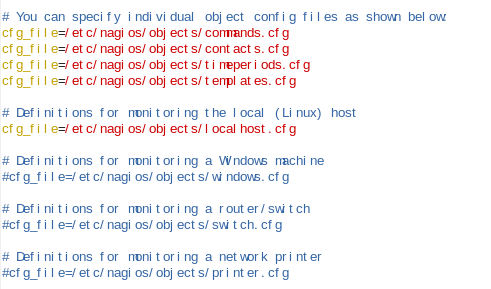 # You can specify individual object config files as shown below:
cfg_file=/etc/nagios/objects/commands.cfg
cfg_file=/etc/nagios/objects/contacts.cfg
cfg_file=/etc/nagios/objects/timeperiods.cfg
cfg_file=/etc/nagios/objects/templates.cfg
# Definitions for monitoring the local (Linux) host
cfg_file=/etc/nagios/objects/localhost.cfg
# Definitions for monitoring a Windows machine
#cfg_file=/etc/nagios/objects/windows.cfg
# Definitions for monitoring a router/switch
#cfg_file=/etc/nagios/objects/switch.cfg
# Definitions for monitoring a network printer
#cfg_file=/etc/nagios/objects/printer.cfg